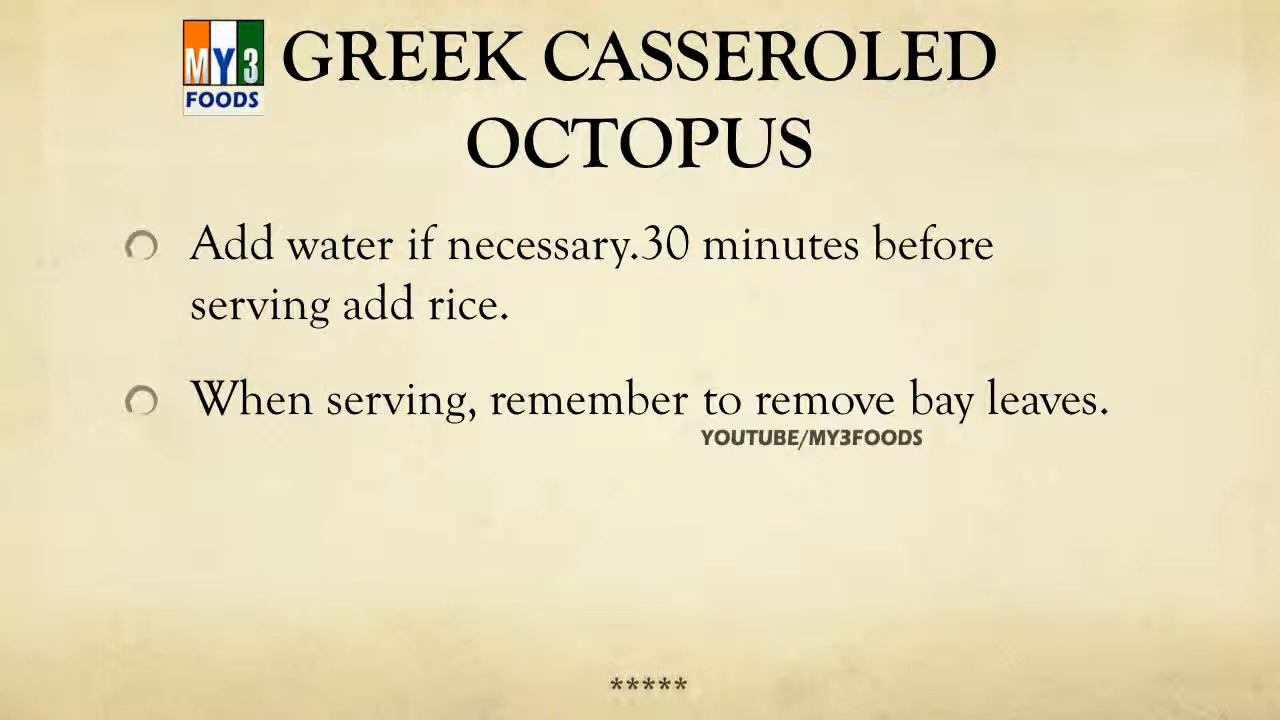 MY3
FOODS
GREEK CASSEROLED
OCTOPUS
Add water if necessary.30 minutes before
serving add rice.
When serving, remember to remove bay leaves.
YOUTUBE/MY3FOODS
*****